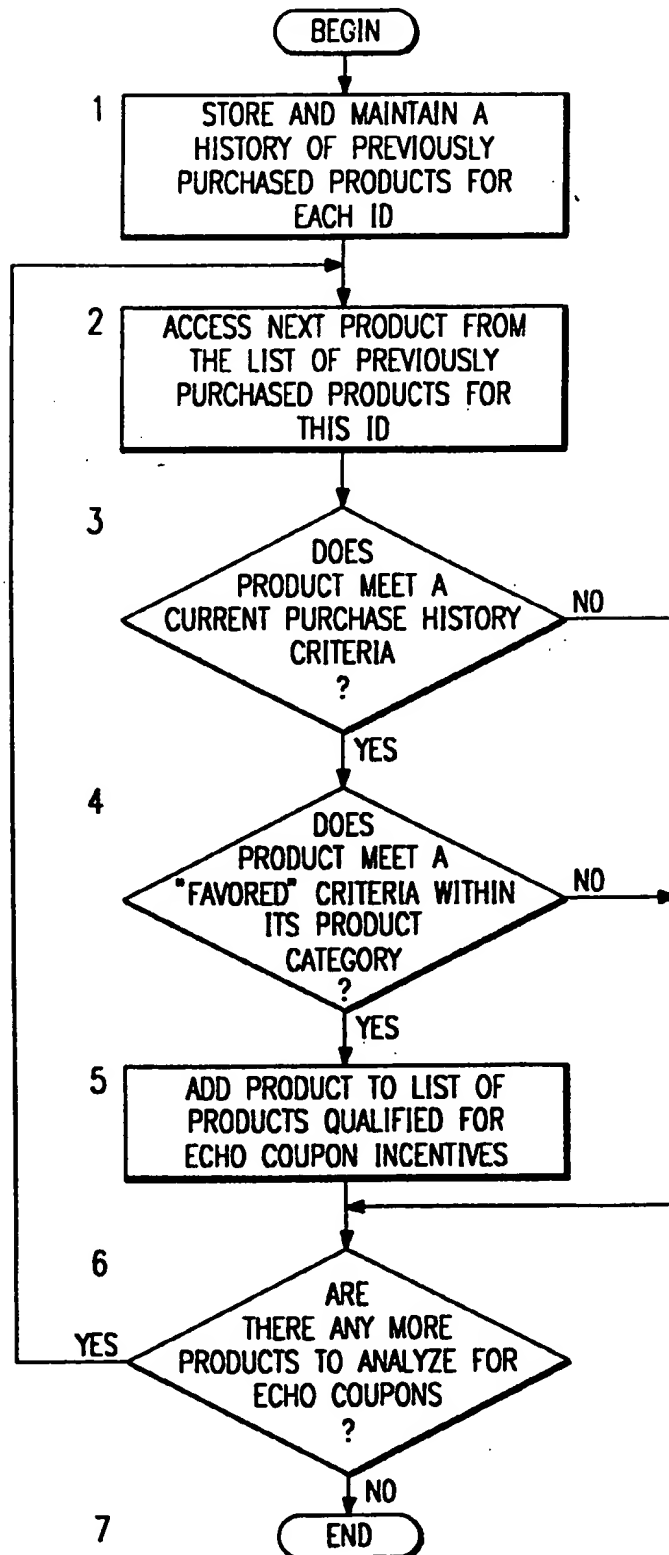 BEGIN
1
STORE AND MAINTAIN A
HISTORY OF PREVIOUSLY
PURCHASED PRODUCTS FOR
EACH ID
2
ACCESS NEXT PRODUCT FROM
THE LIST OF PREVIOUSLY
PURCHASED PRODUCTS FOR
THIS ID
3
DOES
PRODUCT MEET A
CURRENT PURCHASE HISTORY
CRITERIA
?
NO
YES
4
DOES
PRODUCT MEET A
"FAVORED" CRITERIA WITHIN
ITS PRODUCT
CATEGORY
?
NO
YES
5
ADD PRODUCT TO LIST OF
PRODUCTS QUALIFIED FOR
ECHO COUPON INCENTIVES
6
ARE
THERE ANY MORE
PRODUCTS TO ANALYZE FOR
ECHO COUPONS
?
YES
NO
7
END